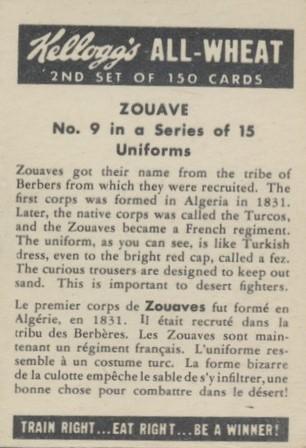 Kellogg's ALL-WHEAT
2ND SET OF 150 CARDS
ZOUAVE
No. 9 in a Series of 15
Uniforms
Zouaves got their name from the tribe of
Berbers from which they were recruited. The
first corps was formed in Algeria in 1831.
Later, the native corps was called the Turcos,
and the Zouaves became a French regiment.
The uniform, as you can see, is like Turkish
dress, even to the bright red cap, called a fez.
The curious trousers are designed to keep out
sand. This is important to desert fighters.
Le premier corps de Zouaves fut formé en
Algérie, en 1831. Il était recruté dans la
tribu des Berbères. Les Zouaves sont main-
tenant un régiment français. L'uniforme res-
semble à un costume turc. La forme bizarre
de la culotte empêche le sable de s'y infiltrer, une
bonne chose pour combattre dans le désert!
TRAIN RIGHT...EAT RIGHT...BE A WINNER!